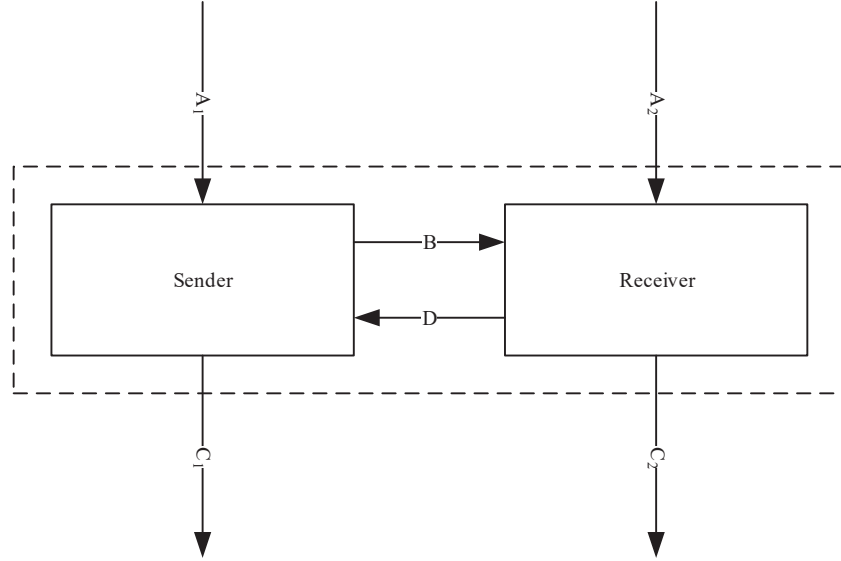 A₁
A₂
B
Sender
Receiver
D
C₁
C₂